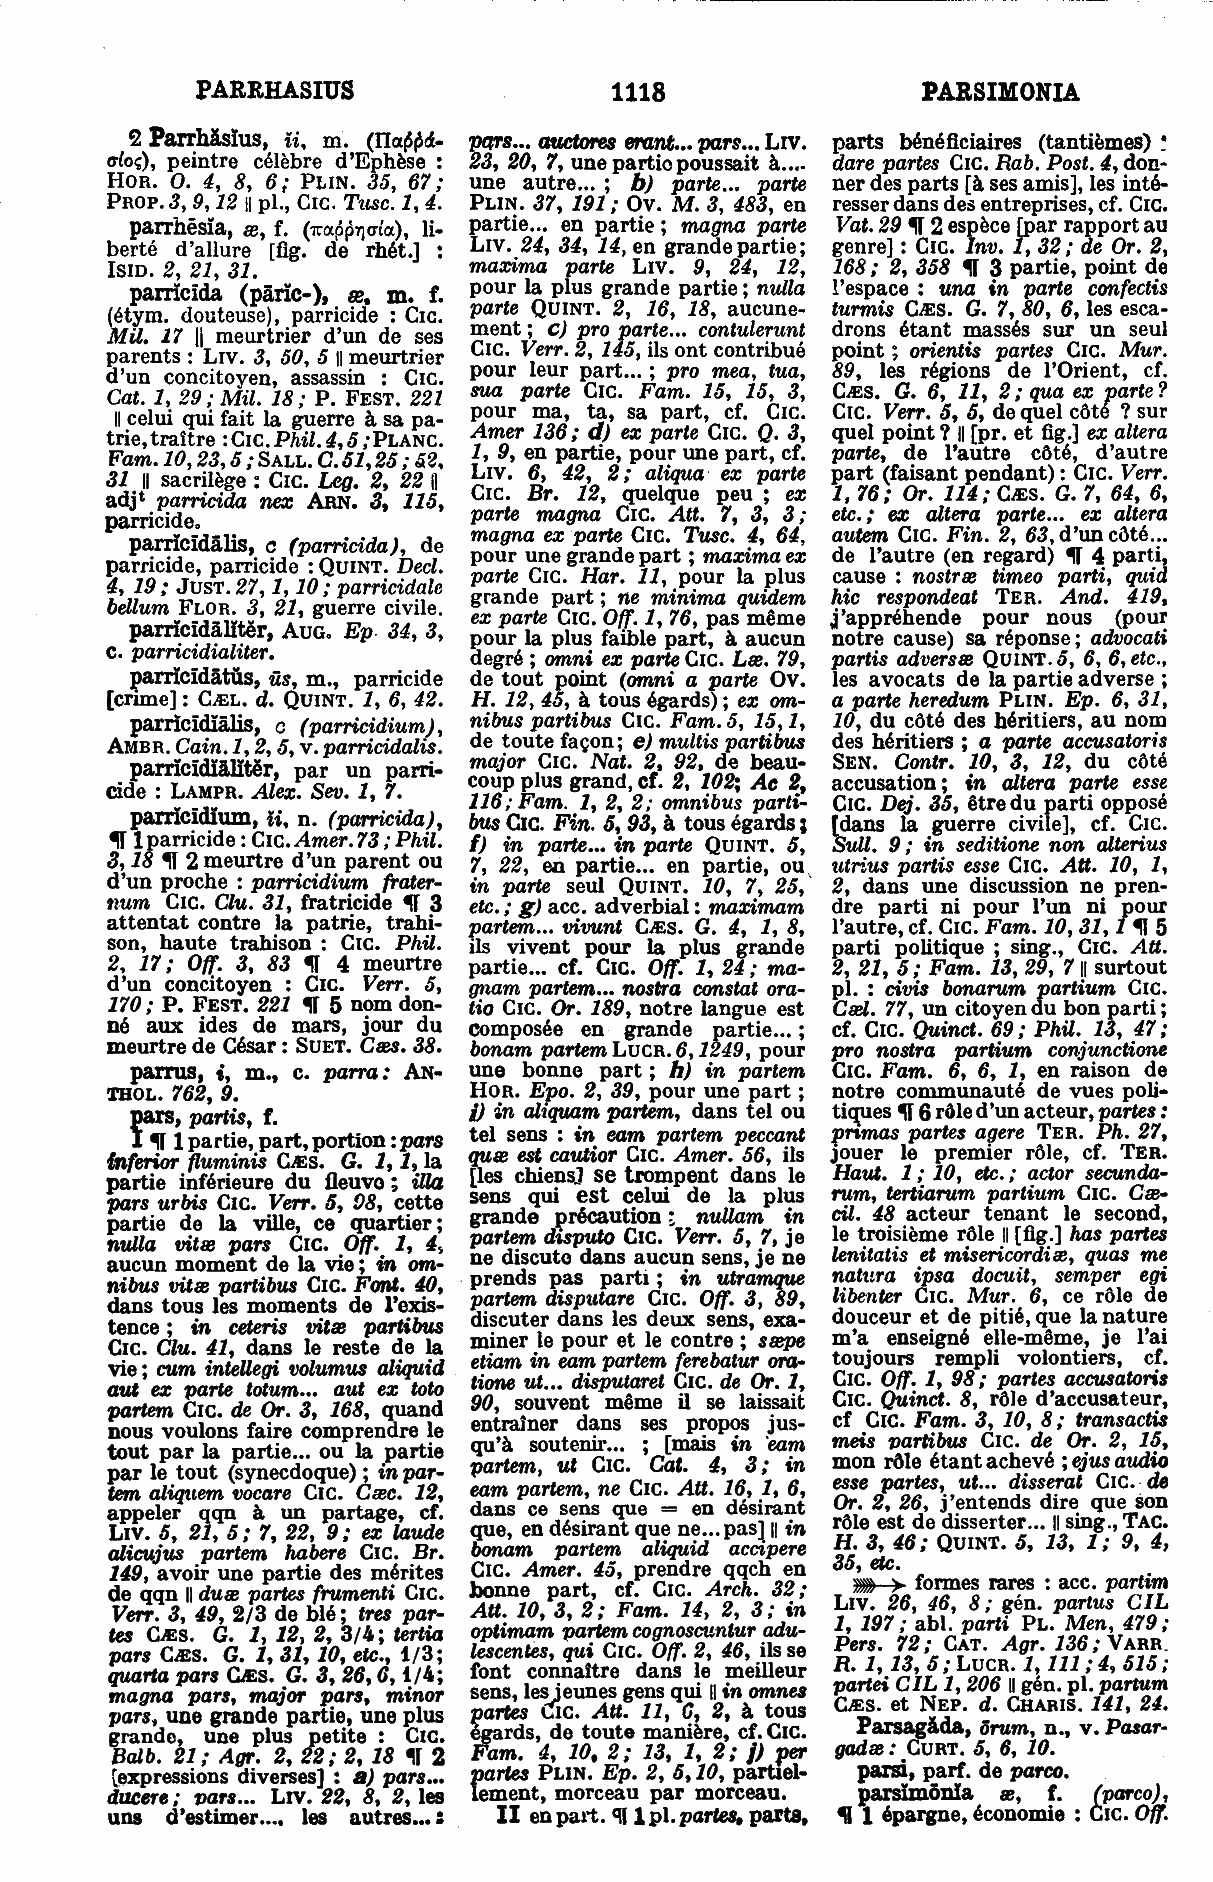 PARRHASIUS
1118
PARSIMONIA
2 Parrhăsĭus, ĭi, m. (Παῤῥά-
σίος), peintre célèbre d'Ephèse :
HOR. O. 4, 8, 6; PLIN. 35, 67;
PROP. 3, 9, 12 || pl., CIC. Tusc. 1, 4.
parrhēsĭa, æ, f. (παῤῥησία), li-
berté d'allure [fig. de rhét.] :
ISID. 2, 21, 31.
parrĭcīda (pārĭc-), æ, m. f.
(étym. douteuse), parricide : CIC.
Mil. 17 || meurtrier d'un de ses
parents : LIV. 3, 50, 5 || meurtrier
d'un concitoyen, assassin : CIC.
Cat. 1, 29; Mil. 18; P. FEST. 221
|| celui qui fait la guerre à sa pa-
trie, traître : CIC. Phil. 4, 5; PLANC.
Fam. 10, 23, 5; SALL. C. 51, 25; 52,
31 || sacrilège : CIC. Leg. 2, 22 ||
adjᵗ parricida nex ARN. 3, 115,
parricide.
parrĭcīdālis, e (parricida), de
parricide, parricide : QUINT. Decl.
4, 19; JUST. 27, 1, 10; parricidale
bellum FLOR. 3, 21, guerre civile.
parrĭcīdālĭtĕr, AUG. Ep. 34, 3,
c. parricidialiter.
parrĭcīdātŭs, ūs, m., parricide
[crime] : CÆL. d. QUINT. 1, 6, 42.
parrĭcīdĭālis, e (parricidium),
AMBR. Cain. 1, 2, 5, v. parricidalis.
parrĭcīdĭālĭtĕr, par un parri-
cide : LAMPR. Alex. Sev. 1, 7.
parrĭcīdĭum, ĭi, n. (parricida),
¶ 1 parricide : CIC. Amer. 73; Phil.
3, 18 ¶ 2 meurtre d'un parent ou
d'un proche : parricidium frater-
num CIC. Clu. 31, fratricide ¶ 3
attentat contre la patrie, trahi-
son, haute trahison : CIC. Phil.
2, 17; Off. 3, 83 ¶ 4 meurtre
d'un concitoyen : CIC. Verr. 5,
170; P. FEST. 221 ¶ 5 nom don-
né aux ides de mars, jour du
meurtre de César : SUET. Cæs. 38.
parrus, i, m., c. parra : AN-
THOL. 762, 9.
pars, partis, f.
I ¶ 1 partie, part, portion : pars
inferior fluminis CÆS. G. 1, 1, la
partie inférieure du fleuve; illa
pars urbis CIC. Verr. 5, 98, cette
partie de la ville, ce quartier;
nulla vitæ pars CIC. Off. 1, 4,
aucun moment de la vie; in om-
nibus vitæ partibus CIC. Font. 40,
dans tous les moments de l'exis-
tence; in ceteris vitæ partibus
CIC. Clu. 41, dans le reste de la
vie; cum intellegi volumus aliquid
aut ex parte totum... aut ex toto
partem CIC. de Or. 3, 168, quand
nous voulons faire comprendre le
tout par la partie... ou la partie
par le tout (synecdoque); in par-
tem aliquem vocare CIC. Cæc. 12,
appeler qqn à un partage, cf.
LIV. 5, 21, 5; 7, 22, 9; ex laude
alicujus partem habere CIC. Br.
149, avoir une partie des mérites
de qqn || duæ partes frumenti CIC.
Verr. 3, 49, 2/3 de blé; tres par-
tes CÆS. G. 1, 12, 2, 3/4; tertia
pars CÆS. G. 1, 31, 10, etc., 1/3;
quarta pars CÆS. G. 3, 26, 6, 1/4;
magna pars, major pars, minor
pars, une grande partie, une plus
grande, une plus petite : CIC.
Balb. 21; Agr. 2, 22; 2, 18 ¶ 2
[expressions diverses] : a) pars...
ducere; pars... LIV. 22, 8, 2, les
uns d'estimer..., les autres... :
pars... auctores erant... pars... LIV.
23, 20, 7, une partie poussait à....
une autre... ; b) parte... parte
PLIN. 37, 191; OV. M. 3, 483, en
partie... en partie; magna parte
LIV. 24, 34, 14, en grande partie;
maxima parte LIV. 9, 24, 12,
pour la plus grande partie; nulla
parte QUINT. 2, 16, 18, aucune-
ment; c) pro parte... contulerunt
CIC. Verr. 2, 145, ils ont contribué
pour leur part... ; pro mea, tua,
sua parte CIC. Fam. 15, 15, 3,
pour ma, ta, sa part, cf. CIC.
Amer 136; d) ex parte CIC. Q. 3,
1, 9, en partie, pour une part, cf.
LIV. 6, 42, 2; aliqua ex parte
CIC. Br. 12, quelque peu ; ex
parte magna CIC. Att. 7, 3, 3;
magna ex parte CIC. Tusc. 4, 64,
pour une grande part ; maxima ex
parte CIC. Har. 11, pour la plus
grande part ; ne minima quidem
ex parte CIC. Off. 1, 76, pas même
pour la plus faible part, à aucun
degré ; omni ex parte CIC. Læ. 79,
de tout point (omni a parte OV.
H. 12, 45, à tous égards) ; ex om-
nibus partibus CIC. Fam. 5, 15, 1,
de toute façon; e) multis partibus
major CIC. Nat. 2, 92, de beau-
coup plus grand, cf. 2, 102; Ac 2,
116; Fam. 1, 2, 2; omnibus parti-
bus CIC. Fin. 5, 93, à tous égards;
f) in parte... in parte QUINT. 5,
7, 22, en partie... en partie, ou
in parte seul QUINT. 10, 7, 25,
etc.; g) acc. adverbial : maximam
partem... vivunt CÆS. G. 4, 1, 8,
ils vivent pour la plus grande
partie... cf. CIC. Off. 1, 24; ma-
gnam partem... nostra constat ora-
tio CIC. Or. 189, notre langue est
composée en grande partie... ;
bonam partem LUCR. 6, 1249, pour
une bonne part ; h) in partem
HOR. Epo. 2, 39, pour une part ;
i) in aliquam partem, dans tel ou
tel sens : in eam partem peccant
quæ est cautior CIC. Amer. 56, ils
[les chiens] se trompent dans le
sens qui est celui de la plus
grande précaution ; nullam in
partem disputo CIC. Verr. 5, 7, je
ne discute dans aucun sens, je ne
prends pas parti ; in utramque
partem disputare CIC. Off. 3, 89,
discuter dans les deux sens, exa-
miner le pour et le contre ; sæpe
etiam in eam partem ferebatur ora-
tione ut... disputaret CIC. de Or. 1,
90, souvent même il se laissait
entraîner dans ses propos jus-
qu'à soutenir... ; [mais in eam
partem, ut CIC. Cat. 4, 3; in
eam partem, ne CIC. Att. 16, 1, 6,
dans ce sens que = en désirant
que, en désirant que ne... pas] || in
bonam partem aliquid accipere
CIC. Amer. 45, prendre qqch en
bonne part, cf. CIC. Arch. 32;
Att. 10, 3, 2; Fam. 14, 2, 3; in
optimam partem cognoscuntur adu-
lescentes, qui CIC. Off. 2, 46, ils se
font connaître dans le meilleur
sens, les jeunes gens qui || in omnes
partes CIC. Att. 11, 6, 2, à tous
égards, de toute manière, cf. CIC.
Fam. 4, 10, 2; 13, 1, 2; j) per
partes PLIN. Ep. 2, 5, 10, partiel-
lement, morceau par morceau.
II en part. ¶ 1 pl. partes, parts,
parts bénéficiaires (tantièmes) :
dare partes CIC. Rab. Post. 4, don-
ner des parts [à ses amis], les inté-
resser dans des entreprises, cf. CIC.
Vat. 29 ¶ 2 espèce [par rapport au
genre] : CIC. Inv. 1, 32; de Or. 2,
168; 2, 358 ¶ 3 partie, point de
l'espace : una in parte confectis
turmis CÆS. G. 7, 80, 6, les esca-
drons étant massés sur un seul
point ; orientis partes CIC. Mur.
89, les régions de l'Orient, cf.
CÆS. G. 6, 11, 2; qua ex parte?
CIC. Verr. 5, 5, de quel côté ? sur
quel point? || [pr. et fig.] ex altera
parte, de l'autre côté, d'autre
part (faisant pendant) : CIC. Verr.
1, 76; Or. 114; CÆS. G. 7, 64, 6,
etc.; ex altera parte... ex altera
autem CIC. Fin. 2, 63, d'un côté...
de l'autre (en regard) ¶ 4 parti,
cause : nostræ timeo parti, quid
hic respondeat TER. And. 419,
j'appréhende pour nous (pour
notre cause) sa réponse; advocati
partis adversæ QUINT. 5, 6, 6, etc.,
les avocats de la partie adverse ;
a parte heredum PLIN. Ep. 6, 31,
10, du côté des héritiers, au nom
des héritiers ; a parte accusatoris
SEN. Contr. 10, 3, 12, du côté
accusation; in altera parte esse
CIC. Dej. 35, être du parti opposé
[dans la guerre civile], cf. CIC.
Sull. 9; in seditione non alterius
utrius partis esse CIC. Att. 10, 1,
2, dans une discussion ne pren-
dre parti ni pour l'un ni pour
l'autre, cf. CIC. Fam. 10, 31, 1 ¶ 5
parti politique ; sing., CIC. Att.
2, 21, 5; Fam. 13, 29, 7 || surtout
pl. : civis bonarum partium CIC.
Cæl. 77, un citoyen du bon parti;
cf. CIC. Quinct. 69; Phil. 13, 47;
pro nostra partium conjunctione
CIC. Fam. 6, 6, 1, en raison de
notre communauté de vues poli-
tiques ¶ 6 rôle d'un acteur, partes :
primas partes agere TER. Ph. 27,
jouer le premier rôle, cf. TER.
Haut. 1; 10, etc.; actor secunda-
rum, tertiarum partium CIC. Cæ-
cil. 48 acteur tenant le second,
le troisième rôle || [fig.] has partes
lenitatis et misericordiæ, quas me
natura ipsa docuit, semper egi
libenter CIC. Mur. 6, ce rôle de
douceur et de pitié, que la nature
m'a enseigné elle-même, je l'ai
toujours rempli volontiers, cf.
CIC. Off. 1, 98; partes accusatoris
CIC. Quinct. 8, rôle d'accusateur,
cf CIC. Fam. 3, 10, 8; transactis
meis partibus CIC. de Or. 2, 15,
mon rôle étant achevé ; ejus audio
esse partes, ut... disserat CIC. de
Or. 2, 26, j'entends dire que son
rôle est de disserter... || sing., TAC.
H. 3, 46; QUINT. 5, 13, 1; 9, 4,
35, etc.
➳ formes rares : acc. partim
LIV. 26, 46, 8; gén. partus CIL
1, 197; abl. parti PL. Men, 479;
Pers. 72; CAT. Agr. 136; VARR.
R. 1, 13, 5; LUCR. 1, 111; 4, 515;
partei CIL 1, 206 || gén. pl. partum
CÆS. et NEP. d. CHARIS. 141, 24.
Parsagăda, ōrum, n., v. Pasar-
gadæ : CURT. 5, 6, 10.
parsi, parf. de parco.
parsĭmōnĭa æ, f. (parco),
¶ 1 épargne, économie : CIC. Off.